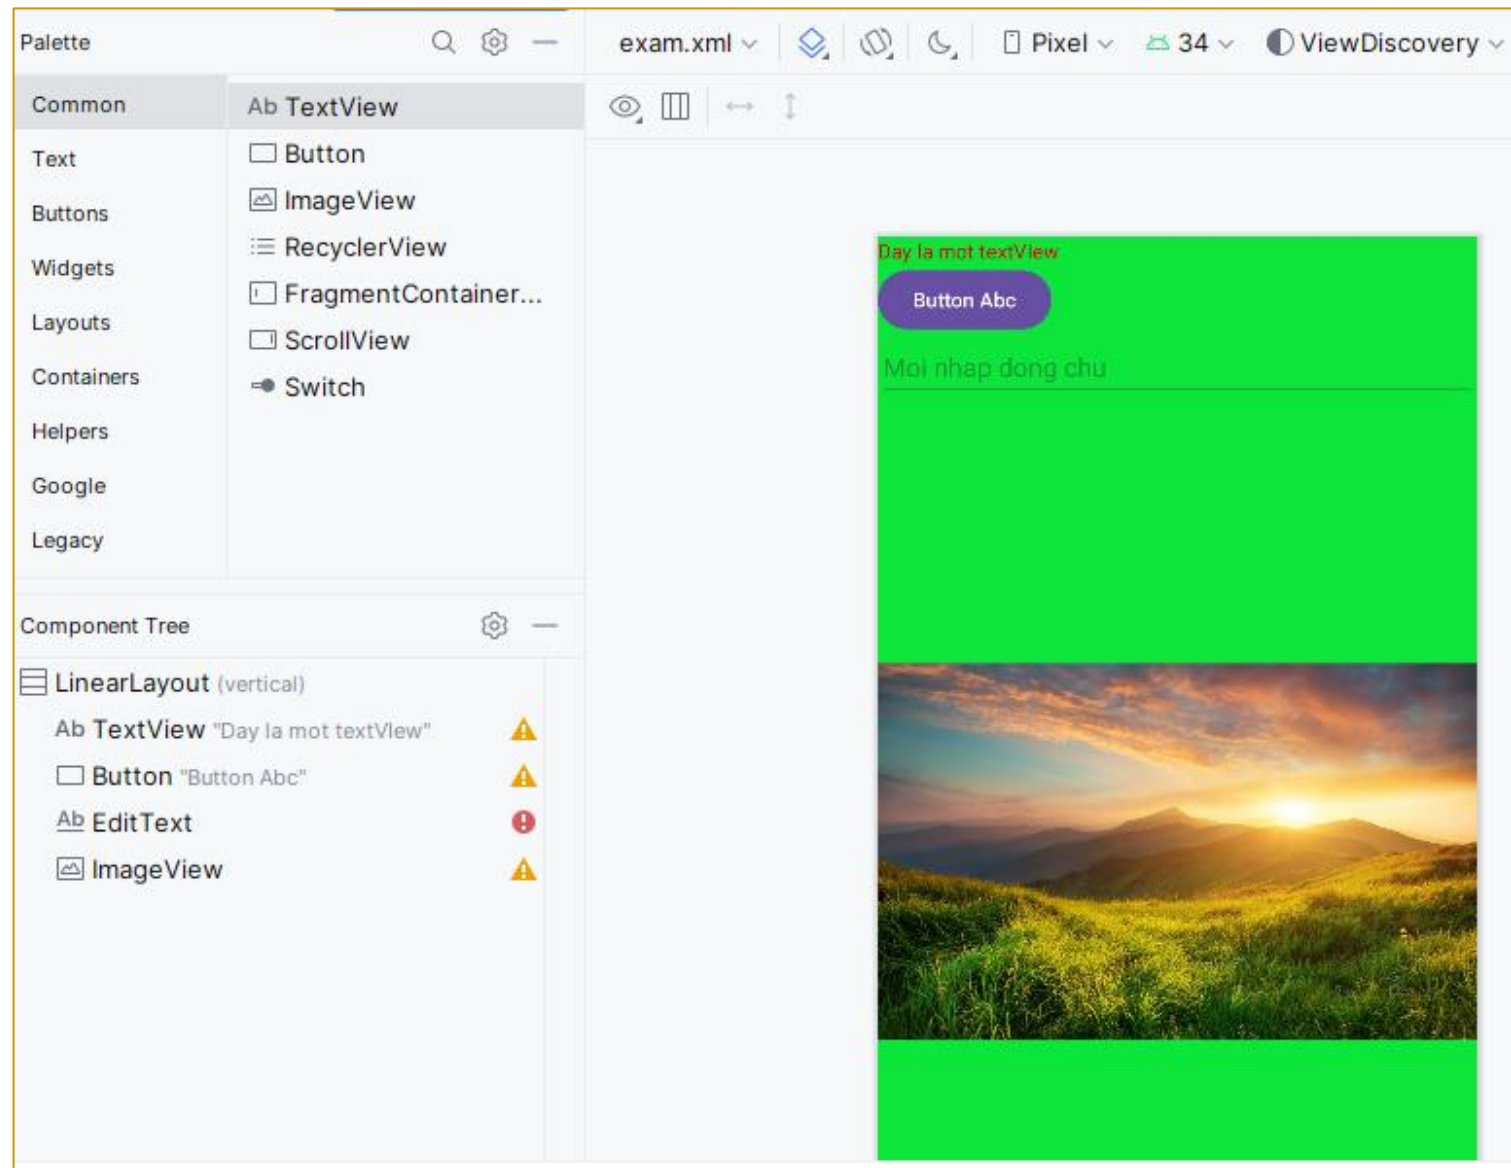 Palette
exam.xml
Pixel
34
ViewDiscovery
Common
Text
Buttons
Widgets
Layouts
Containers
Helpers
Google
Legacy
Ab TextView
Button
ImageView
RecyclerView
FragmentContainer...
ScrollView
Switch
Component Tree
LinearLayout (vertical)
Ab TextView "Day la mot textVIew"
Button "Button Abc"
Ab EditText
ImageView
Day la mot textVIew
Button Abc
Moi nhap dong chu